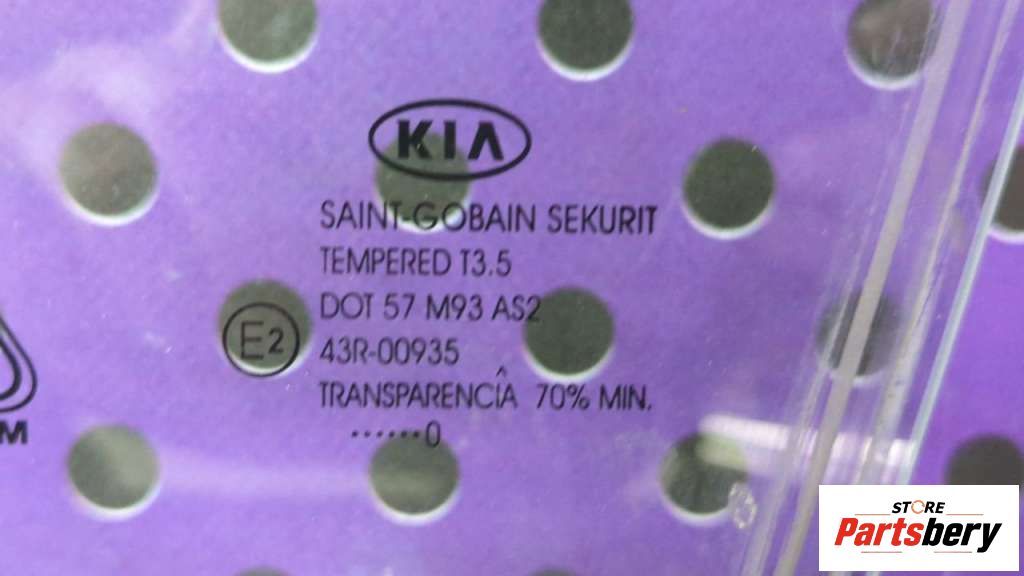 KIA
SAINT-GOBAIN SEKURIT
TEMPERED T3.5
DOT 57 M93 AS2
E2
43R-00935
TRANSPARENCÍA 70% MIN.
......0
M
STORE
Partsbery